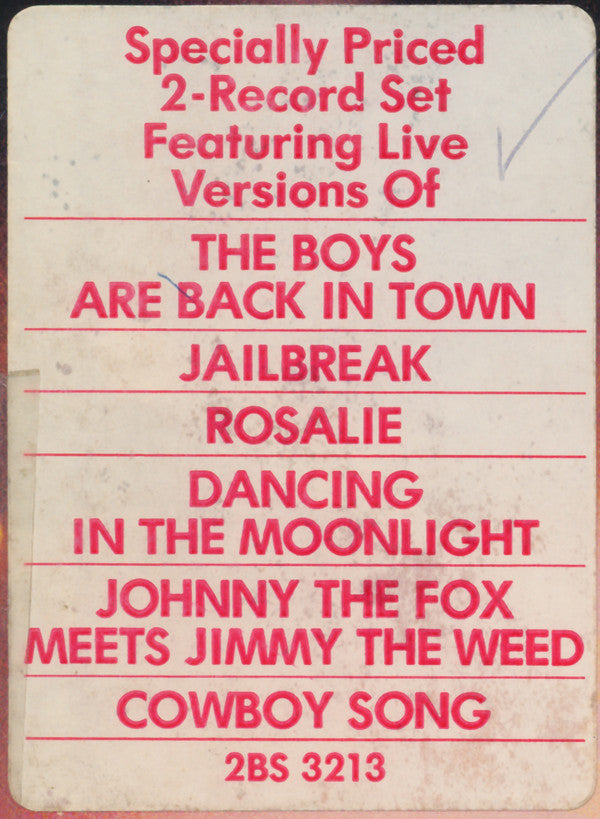 Specially Priced
2-Record Set
Featuring Live
Versions Of
THE BOYS
ARE BACK IN TOWN
JAILBREAK
ROSALIE
DANCING
IN THE MOONLIGHT
JOHNNY THE FOX
MEETS JIMMY THE WEED
COWBOY SONG
2BS 3213